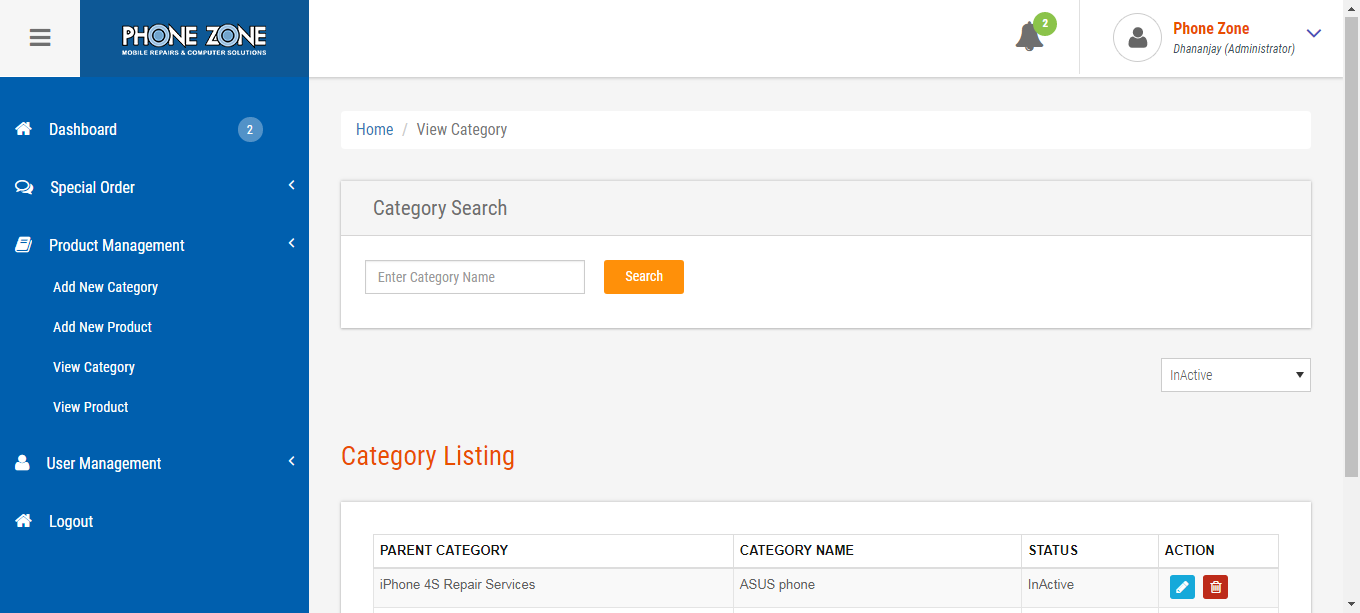 PHONE ZONE
MOBILE REPAIRS & COMPUTER SOLUTIONS
2
Phone Zone
Dhananjay (Administrator)
Dashboard
2
Special Order
Product Management
Add New Category
Add New Product
View Category
View Product
User Management
Logout
Home / View Category
Category Search
Enter Category Name
Search
InActive
Category Listing
PARENT CATEGORY CATEGORY NAME STATUS ACTION
iPhone 4S Repair Services ASUS phone InActive